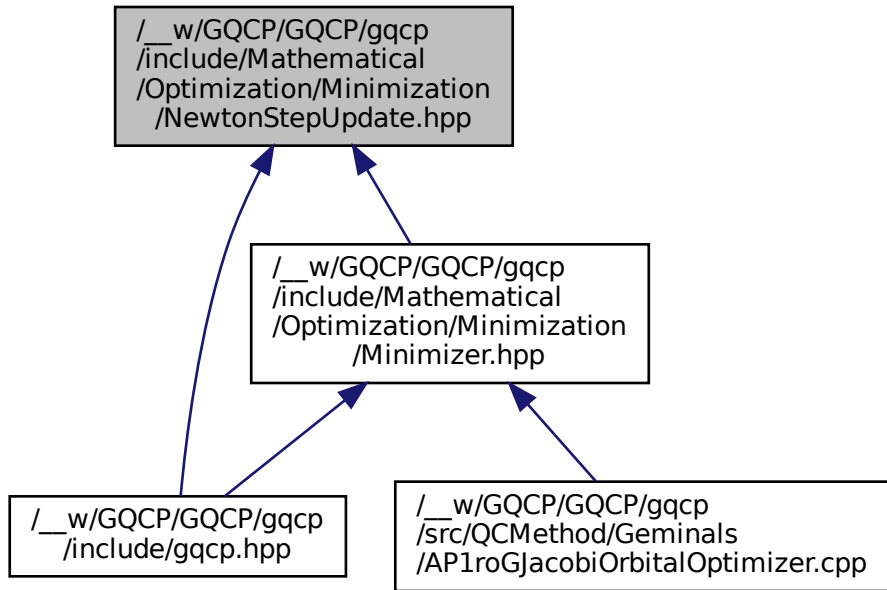 /__w/GQCP/GQCP/gqcp
/include/Mathematical
/Optimization/Minimization
/NewtonStepUpdate.hpp
/__w/GQCP/GQCP/gqcp
/include/Mathematical
/Optimization/Minimization
/Minimizer.hpp
/__w/GQCP/GQCP/gqcp
/include/gqcp.hpp
/__w/GQCP/GQCP/gqcp
/src/QCMethod/Geminals
/AP1roGJacobiOrbitalOptimizer.cpp